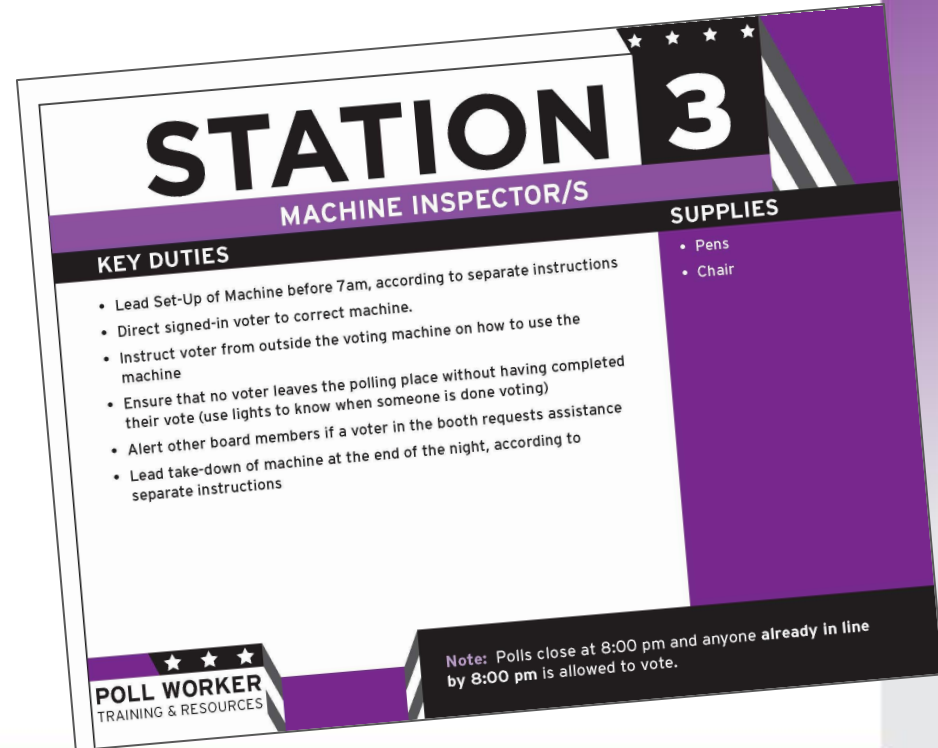 STATION 3
MACHINE INSPECTOR/S
KEY DUTIES
• Lead Set-Up of Machine before 7am, according to separate instructions
• Direct signed-in voter to correct machine.
• Instruct voter from outside the voting machine on how to use the
machine
• Ensure that no voter leaves the polling place without having completed
their vote (use lights to know when someone is done voting)
• Alert other board members if a voter in the booth requests assistance
• Lead take-down of machine at the end of the night, according to
separate instructions
SUPPLIES
• Pens
• Chair
POLL WORKER
TRAINING & RESOURCES
Note: Polls close at 8:00 pm and anyone already in line
by 8:00 pm is allowed to vote.